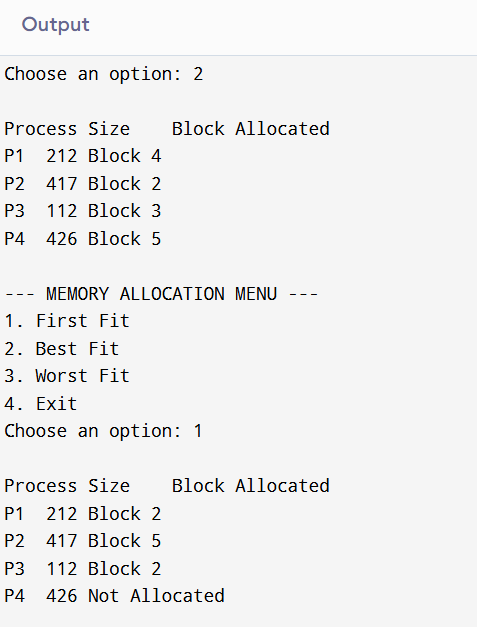 Output
Choose an option: 2
Process Size    Block Allocated
P1  212 Block 4
P2  417 Block 2
P3  112 Block 3
P4  426 Block 5
--- MEMORY ALLOCATION MENU ---
1. First Fit
2. Best Fit
3. Worst Fit
4. Exit
Choose an option: 1
Process Size    Block Allocated
P1  212 Block 2
P2  417 Block 5
P3  112 Block 2
P4  426 Not Allocated